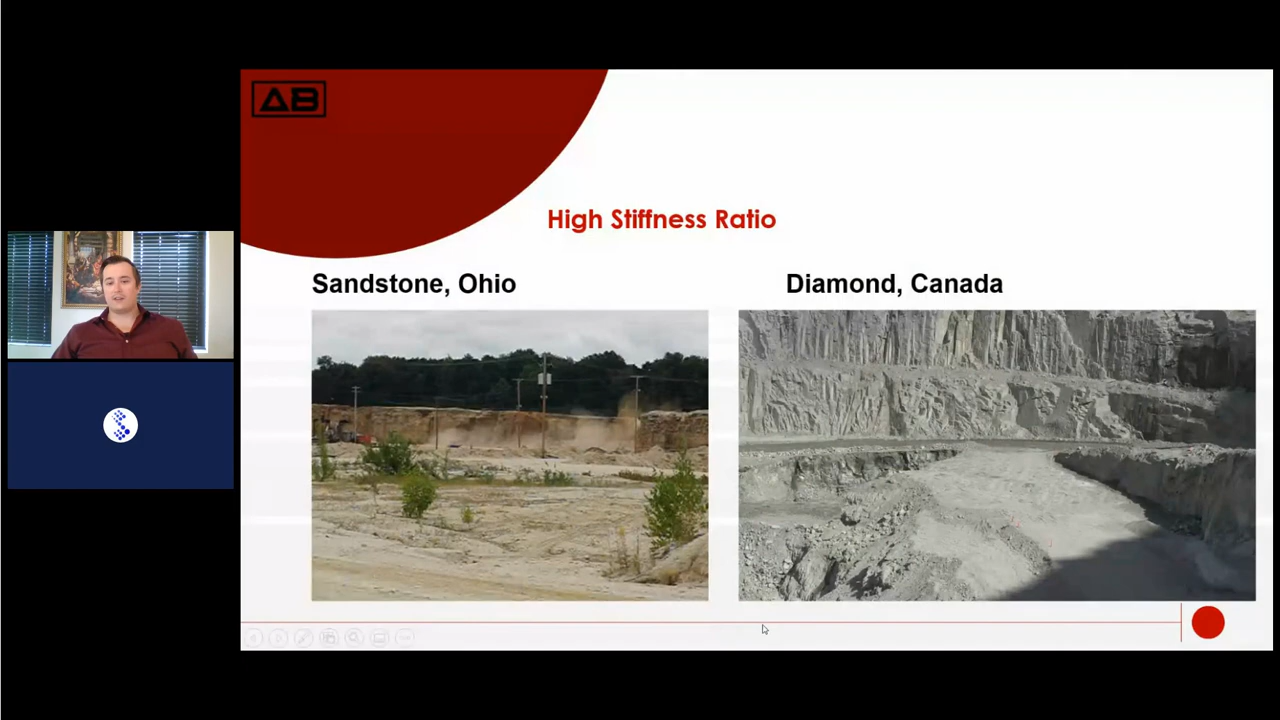 AB
High Stiffness Ratio
Sandstone, Ohio
Diamond, Canada